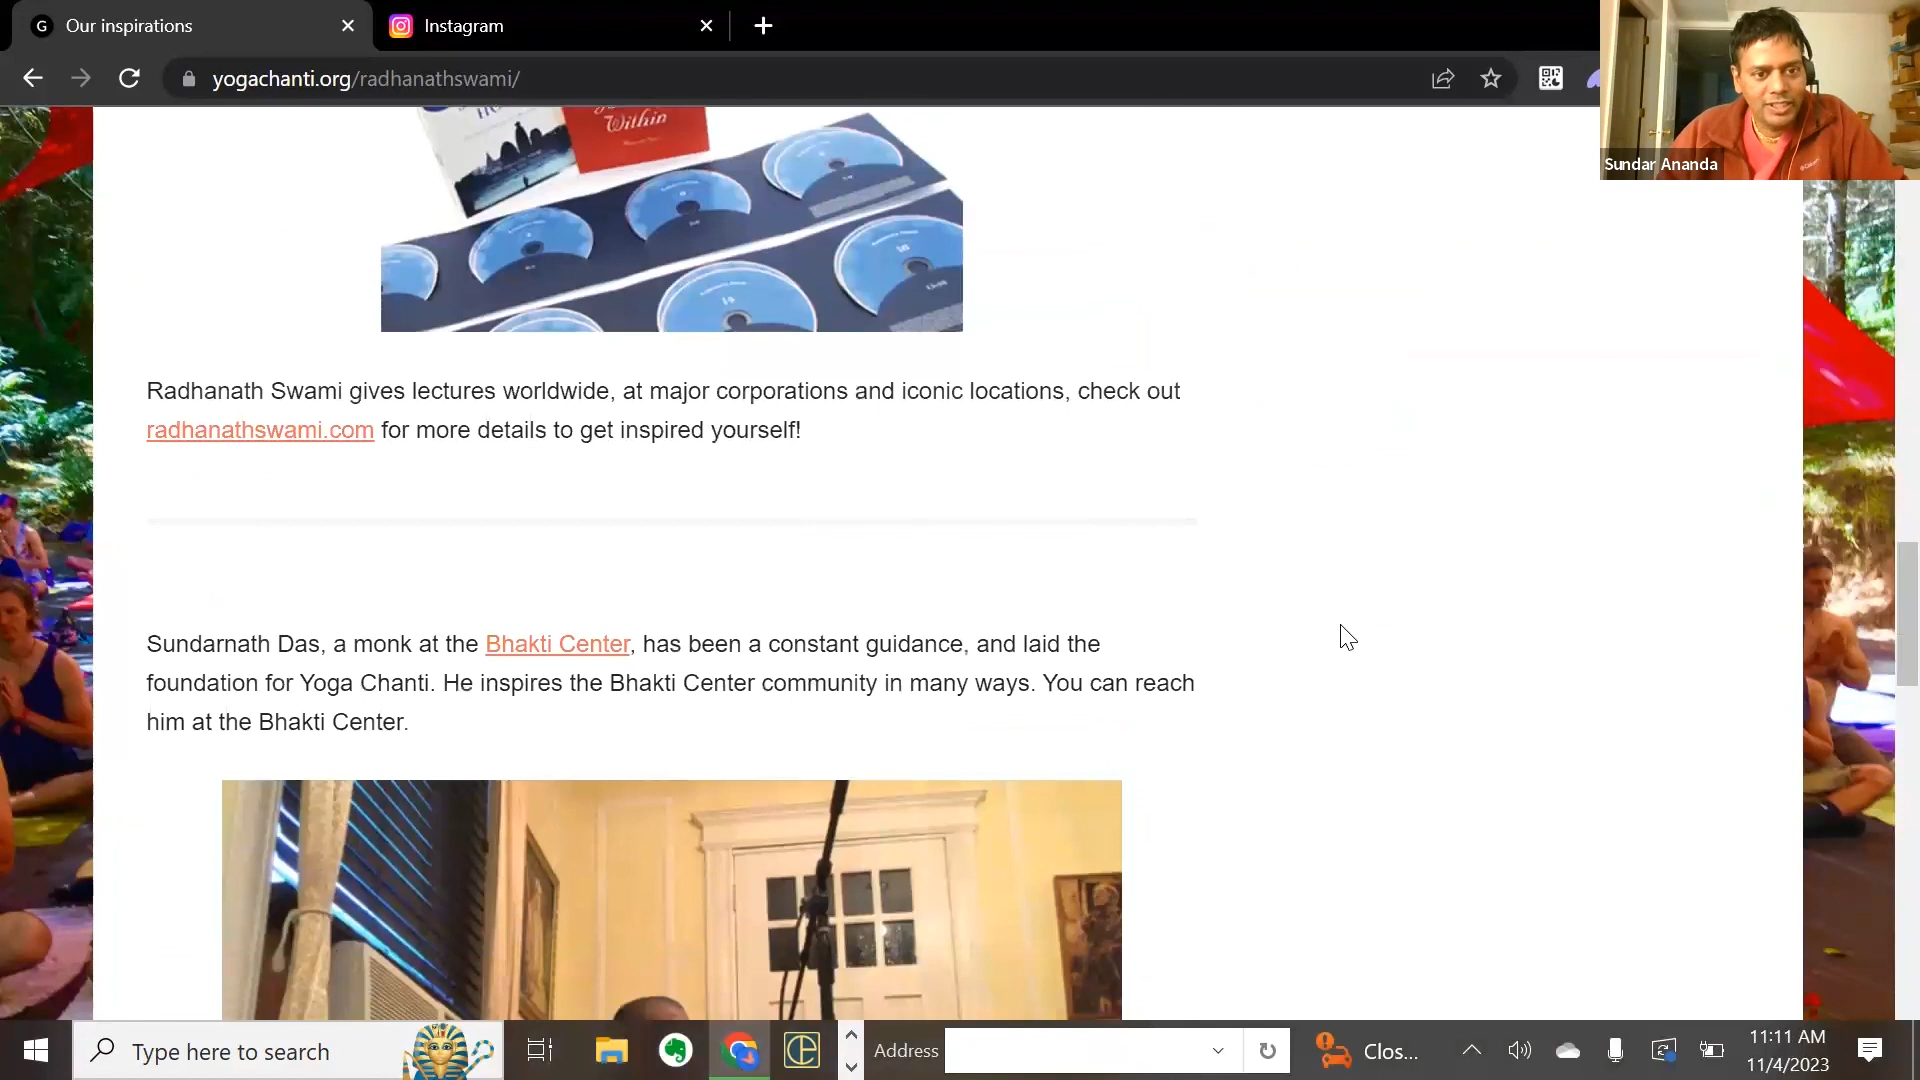 Our inspirations
Instagram
yogachanti.org/radhanathswami/
Sundar Ananda
Within
Radhanath Swami gives lectures worldwide, at major corporations and iconic locations, check out
radhanathswami.com for more details to get inspired yourself!
Sundarnath Das, a monk at the Bhakti Center, has been a constant guidance, and laid the
foundation for Yoga Chanti. He inspires the Bhakti Center community in many ways. You can reach
him at the Bhakti Center.
Type here to search
Address
Clos...
11:11 AM
11/4/2023